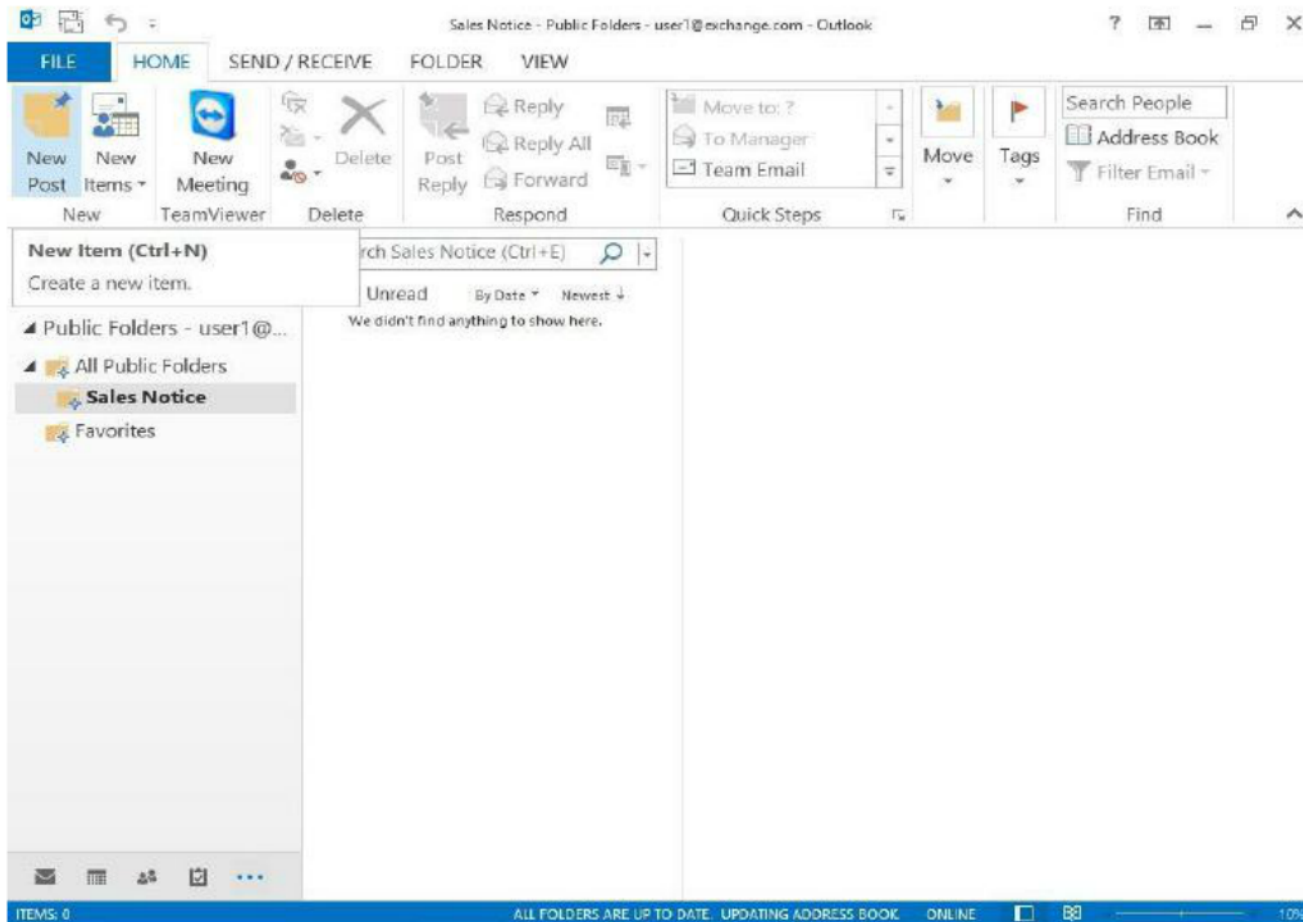 Sales Notice - Public Folders - user1@exchange.com - Outlook
?
FILE HOME SEND / RECEIVE FOLDER VIEW
New Post
New Items
New Meeting
Delete
Post Reply
Reply
Reply All
Forward
Move to: ?
To Manager
Team Email
Move
Tags
Search People
Address Book
Filter Email
New TeamViewer Delete Respond Quick Steps Find
New Item (Ctrl+N)
Create a new item.
rch Sales Notice (Ctrl+E)
Unread By Date Newest
We didn't find anything to show here.
Public Folders - user1@...
All Public Folders
Sales Notice
Favorites
ITEMS: 0 ALL FOLDERS ARE UP TO DATE. UPDATING ADDRESS BOOK. ONLINE